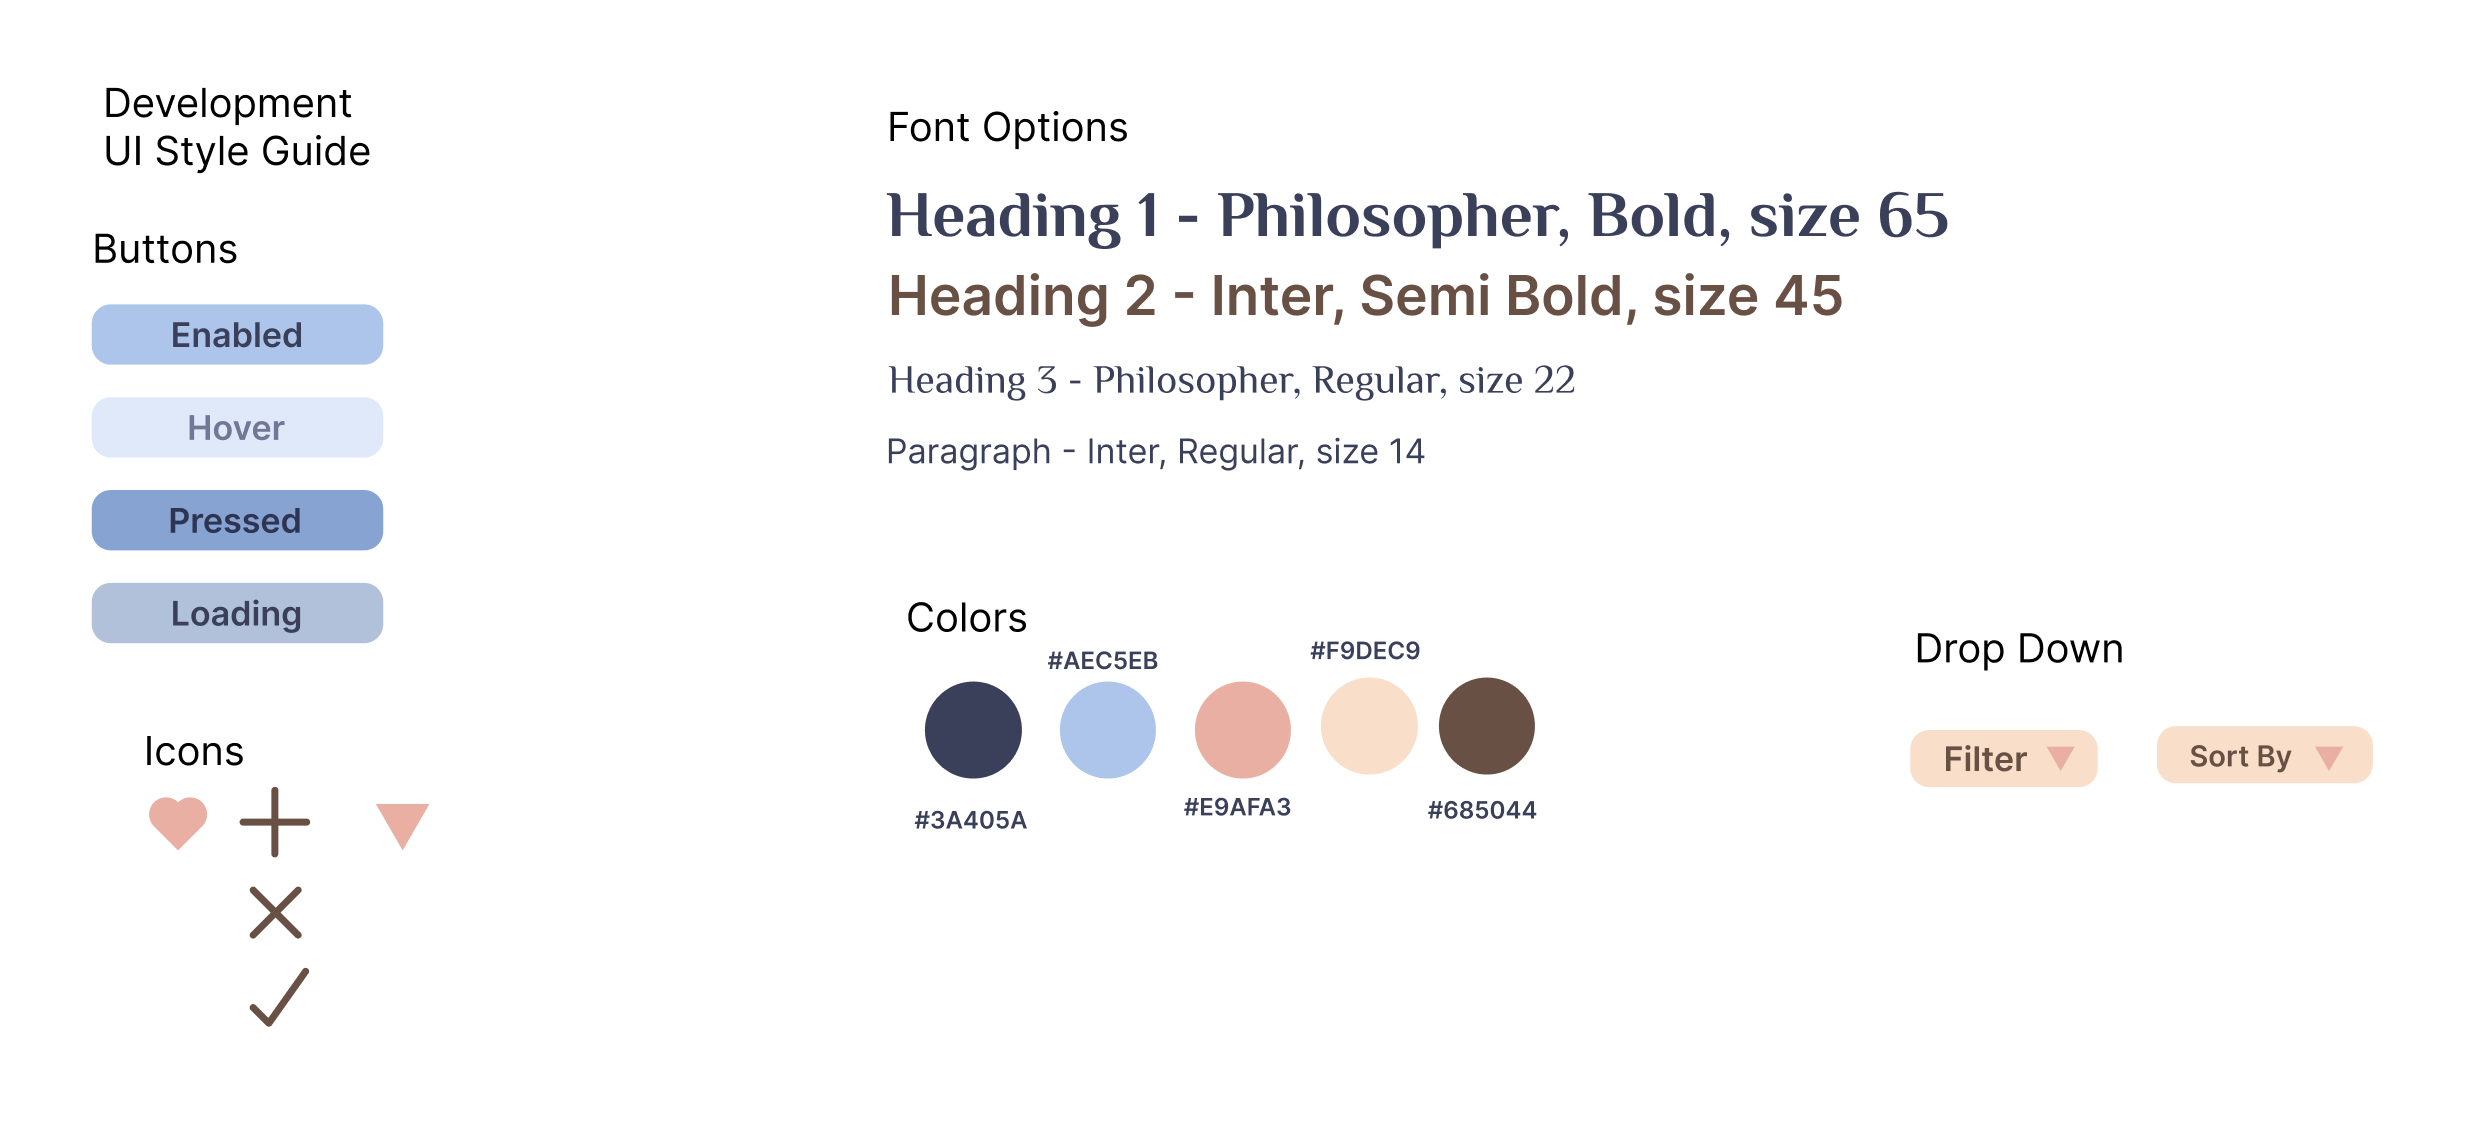 Development
UI Style Guide
Buttons
Enabled
Hover
Pressed
Loading
Icons
Font Options
Heading 1 - Philosopher, Bold, size 65
Heading 2 - Inter, Semi Bold, size 45
Heading 3 - Philosopher, Regular, size 22
Paragraph - Inter, Regular, size 14
Colors
#AEC5EB
#F9DEC9
#3A405A
#E9AFA3
#685044
Drop Down
Filter
Sort By